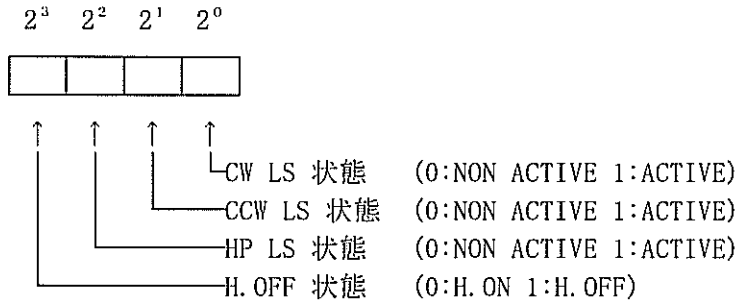 2³ 2² 2¹ 2⁰
CW LS 状態 (0:NON ACTIVE 1:ACTIVE)
CCW LS 状態 (0:NON ACTIVE 1:ACTIVE)
HP LS 状態 (0:NON ACTIVE 1:ACTIVE)
H.OFF 状態 (0:H.ON 1:H.OFF)